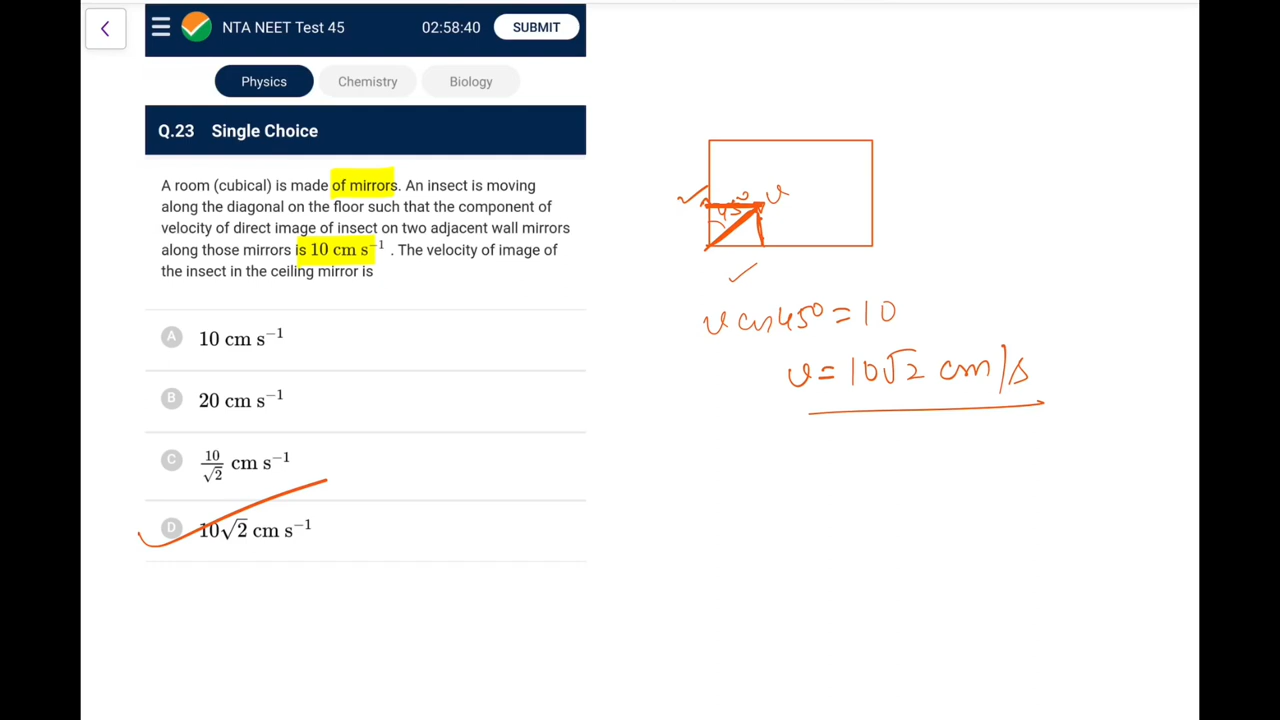 NTA NEET Test 45 02:58:40 SUBMIT
Physics Chemistry Biology
Q.23 Single Choice
A room (cubical) is made of mirrors. An insect is moving
along the diagonal on the floor such that the component of
velocity of direct image of insect on two adjacent wall mirrors
along those mirrors is 10 cm s⁻¹ . The velocity of image of
the insect in the ceiling mirror is
A 10 cm s⁻¹
B 20 cm s⁻¹
C 10/√2 cm s⁻¹
D 10√2 cm s⁻¹
45° v
v cos 45° = 10
v = 10√2 cm/s